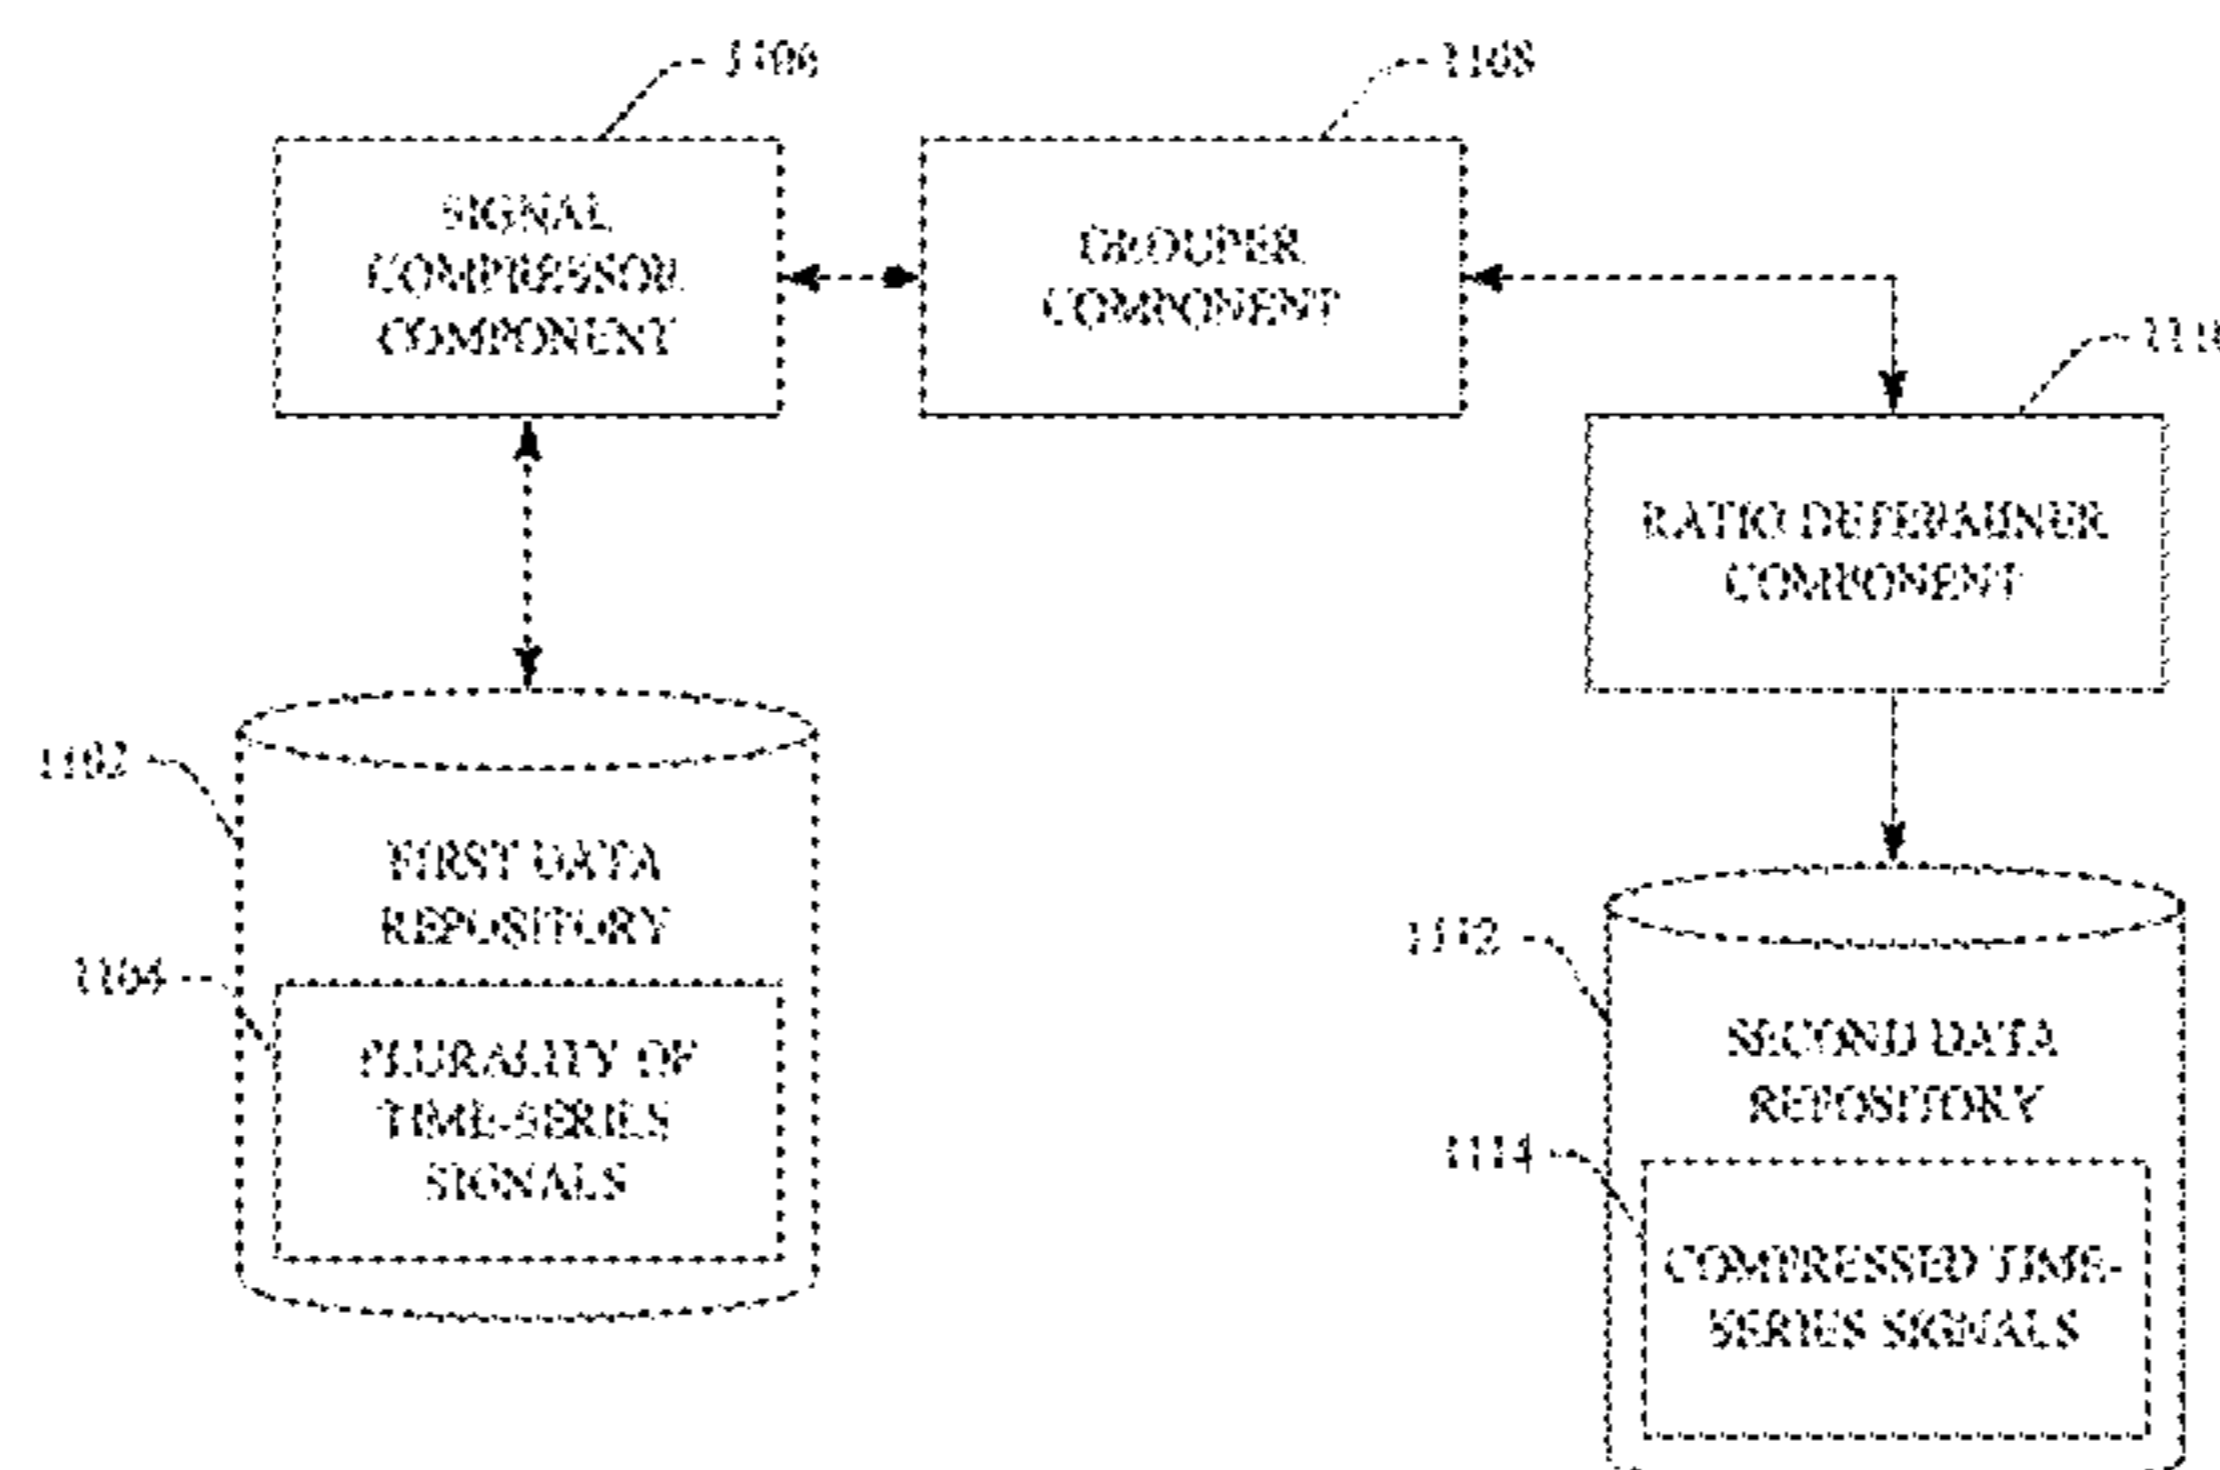 1106
1108
SIGNAL
COMPRESSOR
COMPONENT
GROUPER
COMPONENT
RATIO DETERMINER
COMPONENT
1102
FIRST DATA
REPOSITORY
1104
PLURALITY OF
TIME-SERIES
SIGNALS
1112
SECOND DATA
REPOSITORY
1114
COMPRESSED TIME-
SERIES SIGNALS